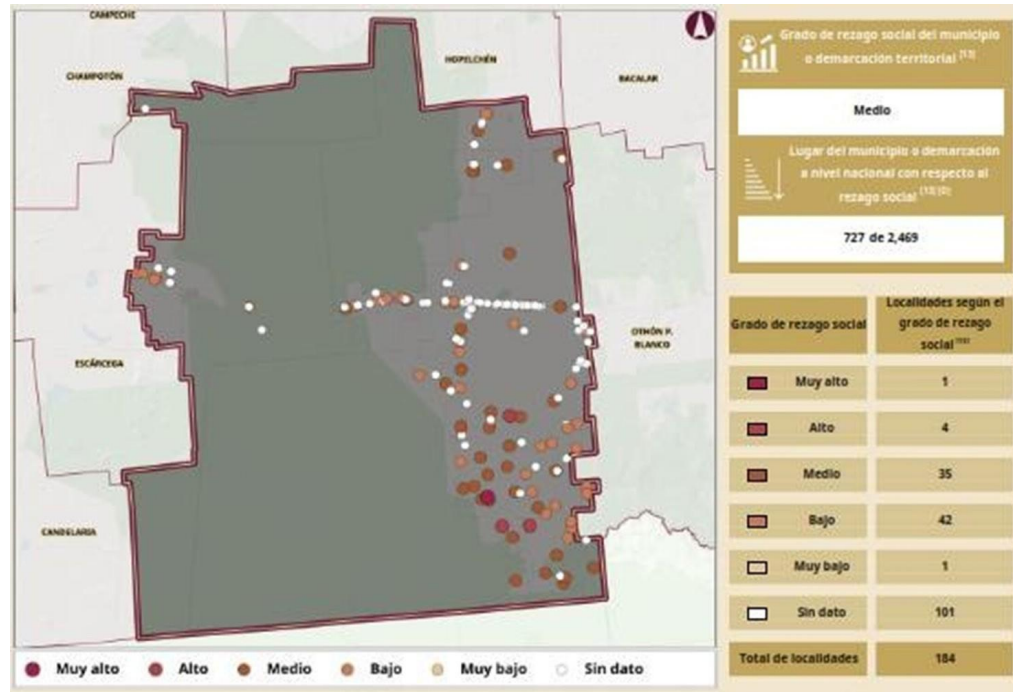 CAMPECHE
HOPELCHÉN
CHAMPOTÓN
BACALAR
ESCÁRCEGA
OTHÓN P.
BLANCO
CANDELARIA
Muy alto
Alto
Medio
Bajo
Muy bajo
Sin dato
Grado de rezago social del municipio
o demarcación territorial [13]
Medio
Lugar del municipio o demarcación
a nivel nacional con respecto al
rezago social
727 de 2,469
Grado de rezago social
Localidades según el
grado de rezago
social
Muy alto
1
Alto
4
Medio
35
Bajo
42
Muy bajo
1
Sin dato
101
Total de localidades
184